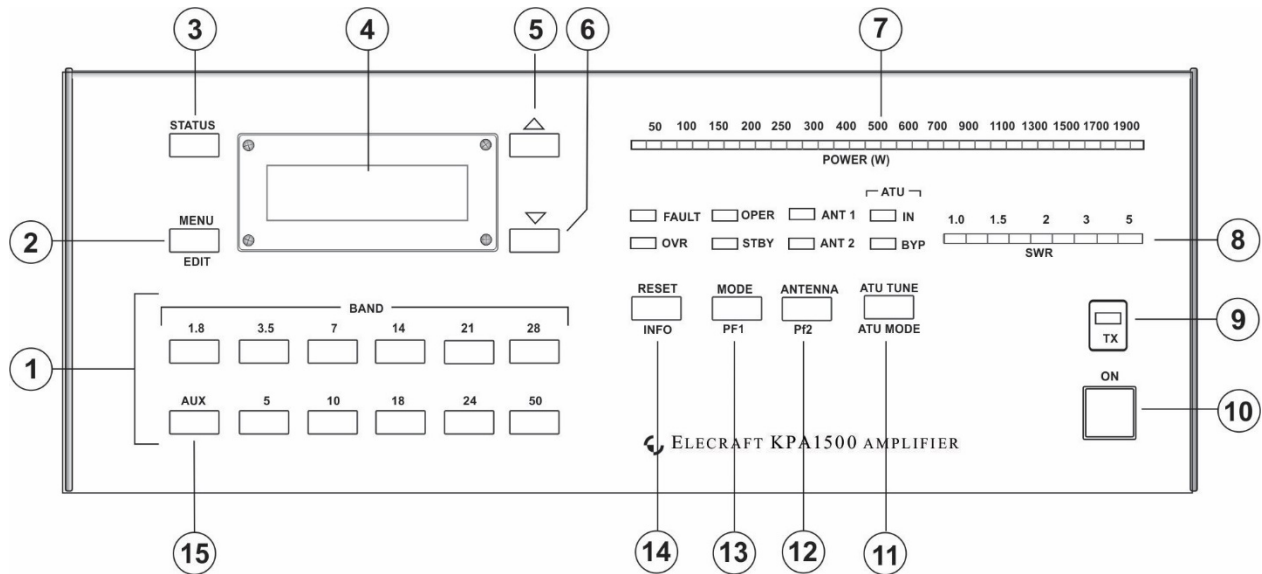 3
4
5
6
7
STATUS
50 100 150 200 250 300 400 500 600 700 900 1100 1300 1500 1700 1900
POWER (W)
ATU
FAULT OPER ANT 1 IN
OVR STBY ANT 2 BYP
1.0 1.5 2 3 5
SWR
8
2
MENU
EDIT
RESET MODE ANTENNA ATU TUNE
INFO PF1 Pf2 ATU MODE
TX
9
1
BAND
1.8 3.5 7 14 21 28
AUX 5 10 18 24 50
ON
10
ELECRAFT KPA1500 AMPLIFIER
15
14
13
12
11